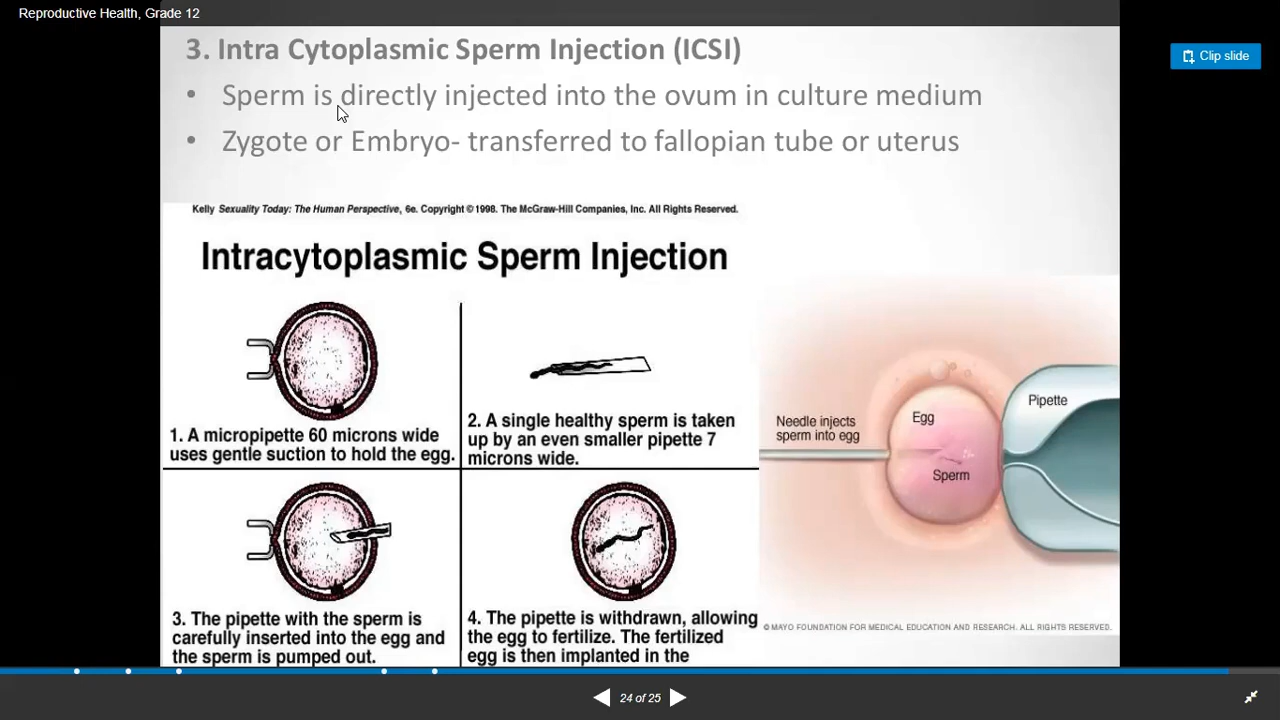 Reproductive Health, Grade 12
Clip slide
3. Intra Cytoplasmic Sperm Injection (ICSI)
• Sperm is directly injected into the ovum in culture medium
• Zygote or Embryo- transferred to fallopian tube or uterus
Kelly Sexuality Today: The Human Perspective, 6e. Copyright © 1998. The McGraw-Hill Companies, Inc. All Rights Reserved.
Intracytoplasmic Sperm Injection
1. A micropipette 60 microns wide
uses gentle suction to hold the egg.
2. A single healthy sperm is taken
up by an even smaller pipette 7
microns wide.
3. The pipette with the sperm is
carefully inserted into the egg and
the sperm is pumped out.
4. The pipette is withdrawn, allowing
the egg to fertilize. The fertilized
egg is then implanted in the
Needle injects
sperm into egg
Egg
Sperm
Pipette
© MAYO FOUNDATION FOR MEDICAL EDUCATION AND RESEARCH. ALL RIGHTS RESERVED.
24 of 25